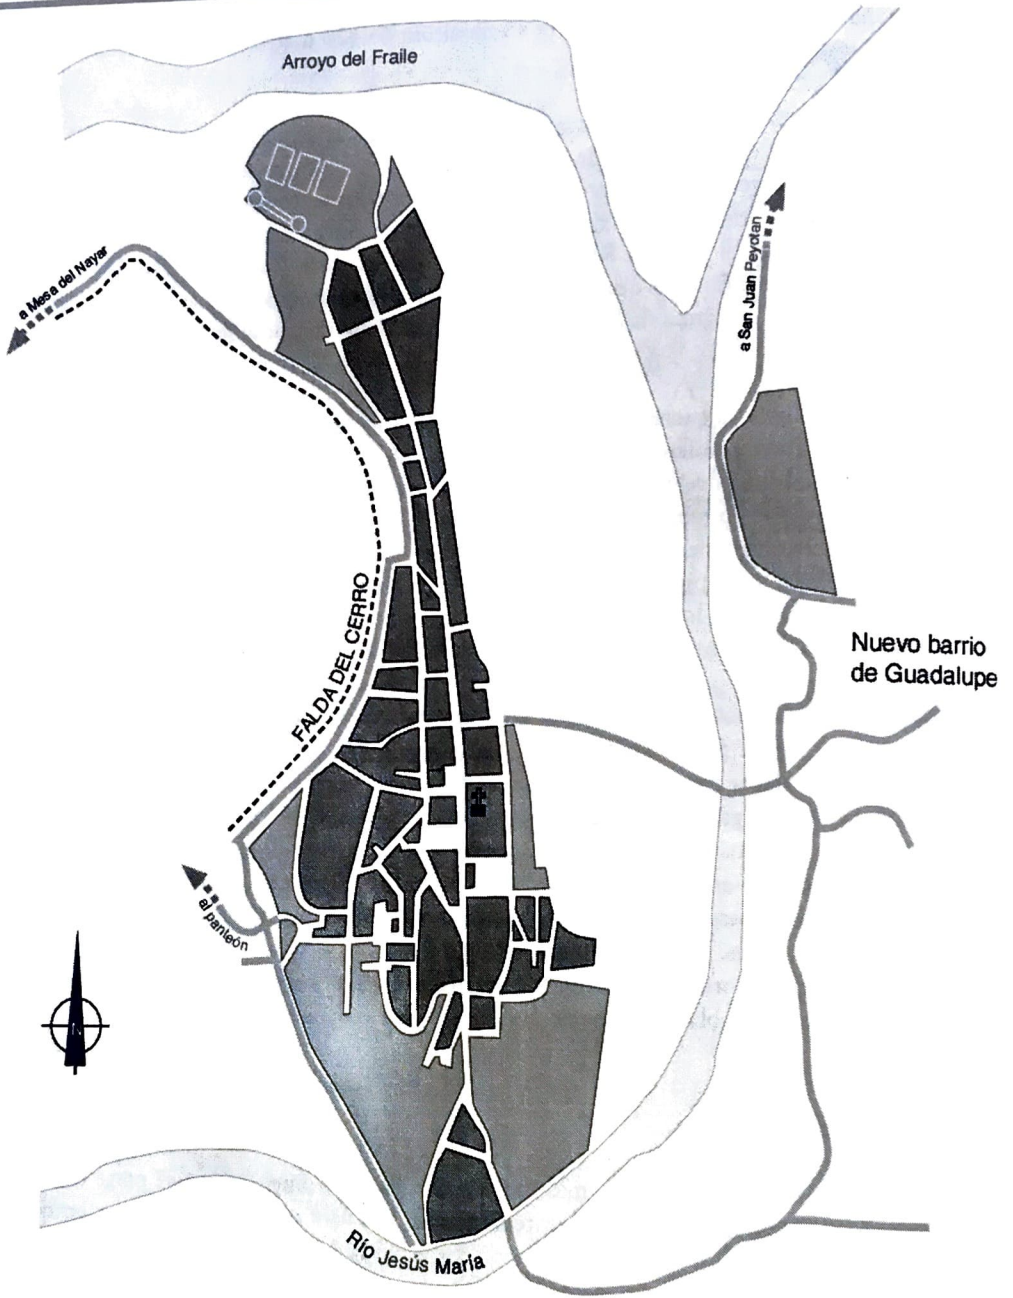 Arroyo del Fraile
a Mesa del Nayar
a San Juan Peyotan
FALDA DEL CERRO
Nuevo barrio
de Guadalupe
al panteón
Río Jesús María